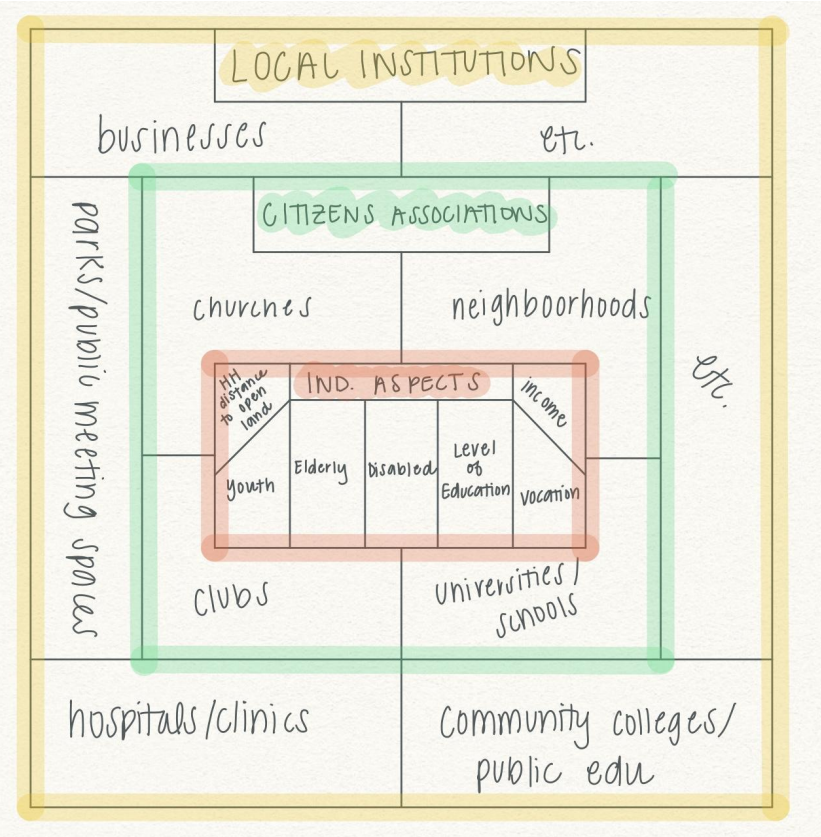 LOCAL INSTITUTIONS
businesses
etc.
parks/public meeting spaces
CITIZENS ASSOCIATIONS
churches
neighboorhoods
etc.
HH
distance
to open
land
IND. ASPECTS
income
Youth
Elderly
Disabled
Level
of
Education
Vocation
Clubs
Universities/
schools
hospitals/clinics
Community colleges/
public edu